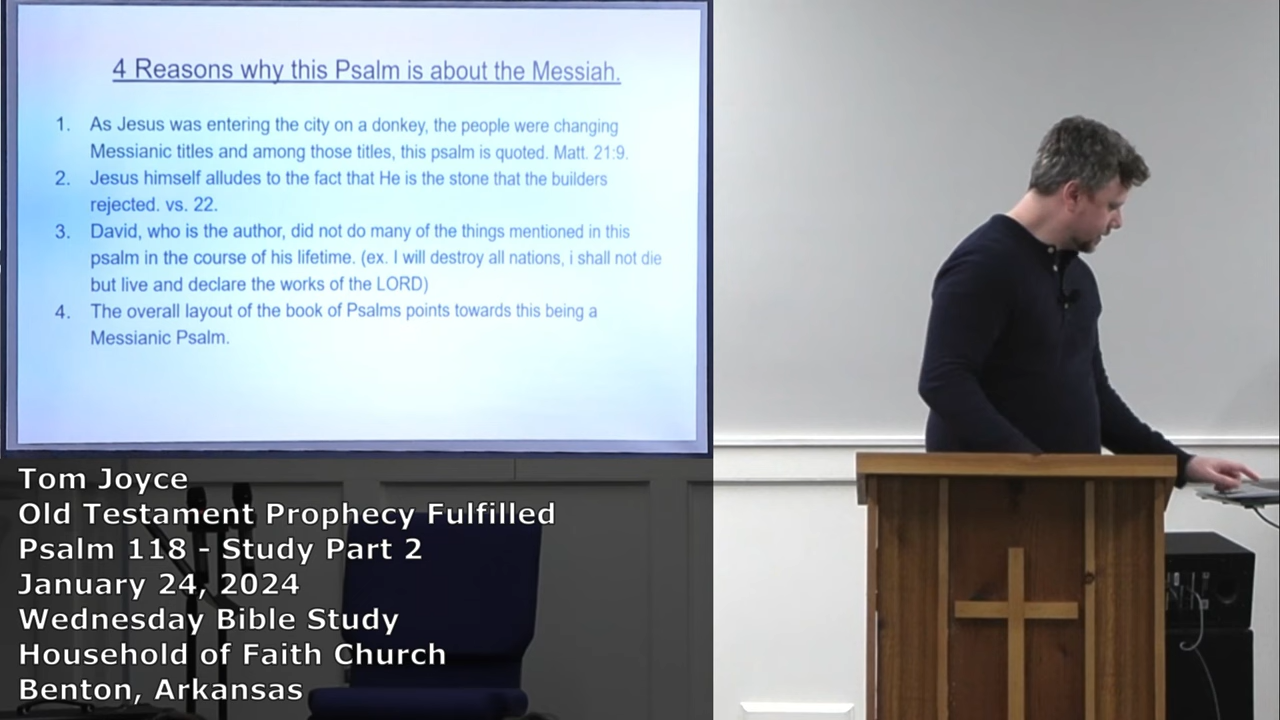 4 Reasons why this Psalm is about the Messiah.
1. As Jesus was entering the city on a donkey, the people were changing
Messianic titles and among those titles, this psalm is quoted. Matt. 21:9.
2. Jesus himself alludes to the fact that He is the stone that the builders
rejected. vs. 22.
3. David, who is the author, did not do many of the things mentioned in this
psalm in the course of his lifetime. (ex. I will destroy all nations, i shall not die
but live and declare the works of the LORD)
4. The overall layout of the book of Psalms points towards this being a
Messianic Psalm.
Tom Joyce
Old Testament Prophecy Fulfilled
Psalm 118 - Study Part 2
January 24, 2024
Wednesday Bible Study
Household of Faith Church
Benton, Arkansas